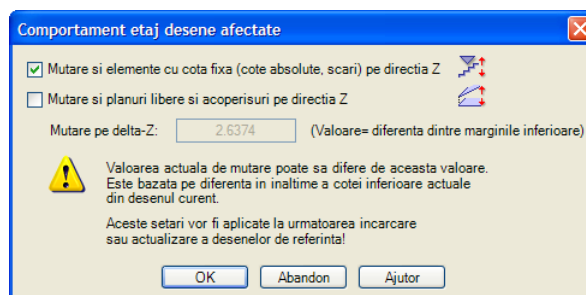 Comportament etaj desene afectate
Mutare si elemente cu cota fixa (cote absolute, scari) pe directia Z
Mutare si planuri libere si acoperisuri pe directia Z
Mutare pe delta-Z: 2.6374 (Valoare= diferenta dintre marginile inferioare)
Valoarea actuala de mutare poate sa difere de aceasta valoare.
Este bazata pe diferenta in inaltime a cotei inferioare actuale
din desenul curent.
Aceste setari vor fi aplicate la urmatoarea incarcare
sau actualizare a desenelor de referinta!
OK Abandon Ajutor